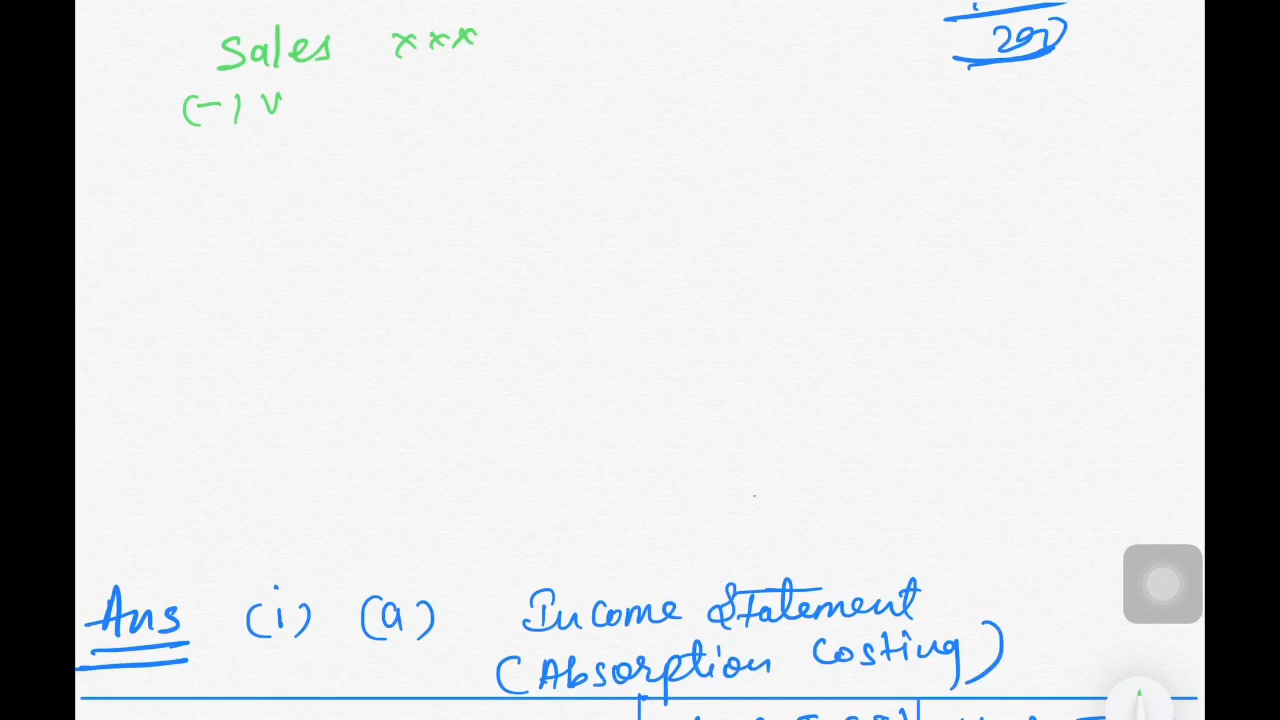 Sales xxx
(-) V
Ans (i) (a) Income Statement
(Absorption Costing)